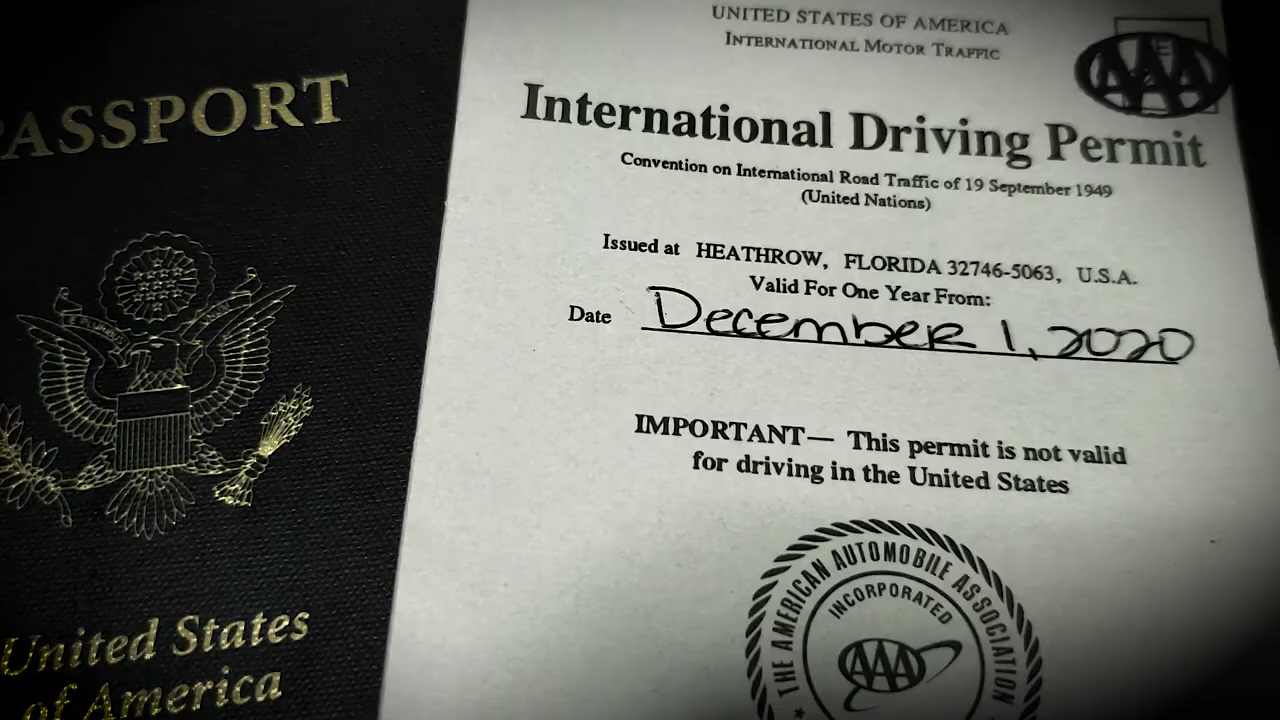 PASSPORT
United States
of America
UNITED STATES OF AMERICA
INTERNATIONAL MOTOR TRAFFIC
AAA
International Driving Permit
Convention on International Road Traffic of 19 September 1949
(United Nations)
Issued at HEATHROW, FLORIDA 32746-5063, U.S.A.
Valid For One Year From:
Date December 1, 2020
IMPORTANT— This permit is not valid
for driving in the United States
THE AMERICAN AUTOMOBILE ASSOCIATION
INCORPORATED
AAA